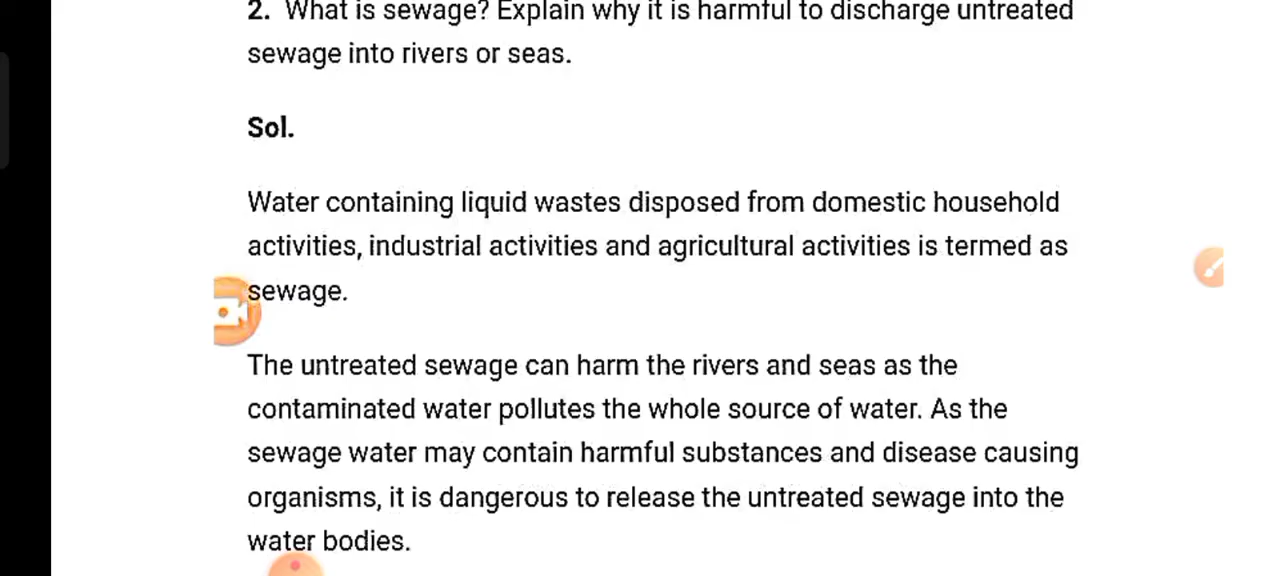 2. What is sewage? Explain why it is harmful to discharge untreated
sewage into rivers or seas.
Sol.
Water containing liquid wastes disposed from domestic household
activities, industrial activities and agricultural activities is termed as
sewage.
The untreated sewage can harm the rivers and seas as the
contaminated water pollutes the whole source of water. As the
sewage water may contain harmful substances and disease causing
organisms, it is dangerous to release the untreated sewage into the
water bodies.